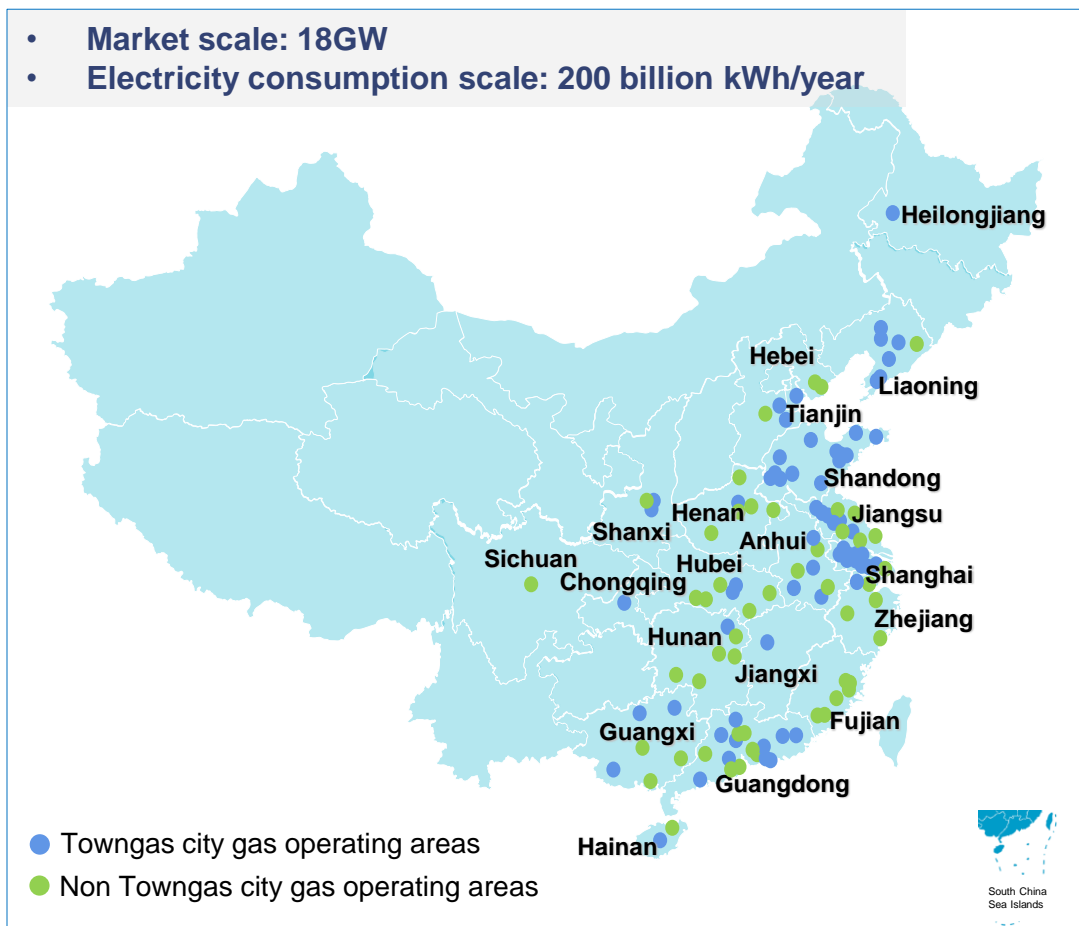 • Market scale: 18GW
• Electricity consumption scale: 200 billion kWh/year
Heilongjiang
Hebei
Liaoning
Tianjin
Shandong
Henan
Jiangsu
Shanxi
Anhui
Sichuan
Hubei
Chongqing
Shanghai
Zhejiang
Hunan
Jiangxi
Fujian
Guangxi
Guangdong
Towngas city gas operating areas
Hainan
Non Towngas city gas operating areas
South China
Sea Islands